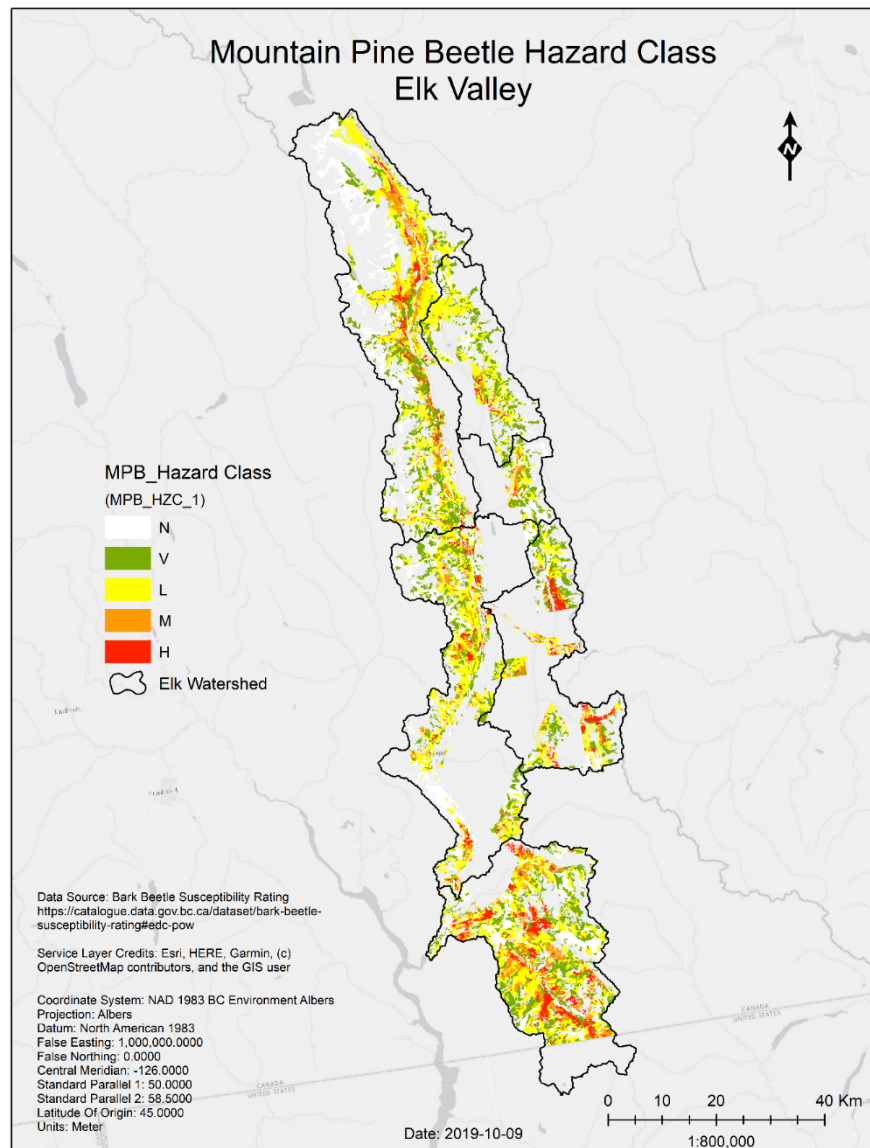 Mountain Pine Beetle Hazard Class
Elk Valley
N
MPB_Hazard Class
(MPB_HZC_1)
N
V
L
M
H
Elk Watershed
Data Source: Bark Beetle Susceptibility Rating
https://catalogue.data.gov.bc.ca/dataset/bark-beetle-
susceptibility-rating#edc-pow
Service Layer Credits: Esri, HERE, Garmin, (c)
OpenStreetMap contributors, and the GIS user
Coordinate System: NAD 1983 BC Environment Albers
Projection: Albers
Datum: North American 1983
False Easting: 1,000,000.0000
False Northing: 0.0000
Central Meridian: -126.0000
Standard Parallel 1: 50.0000
Standard Parallel 2: 58.5000
Latitude Of Origin: 45.0000
Units: Meter
CANADA
UNITED STATES
CANADA
UNITED STATES
Date: 2019-10-09
0 10 20 40 Km
1:800,000